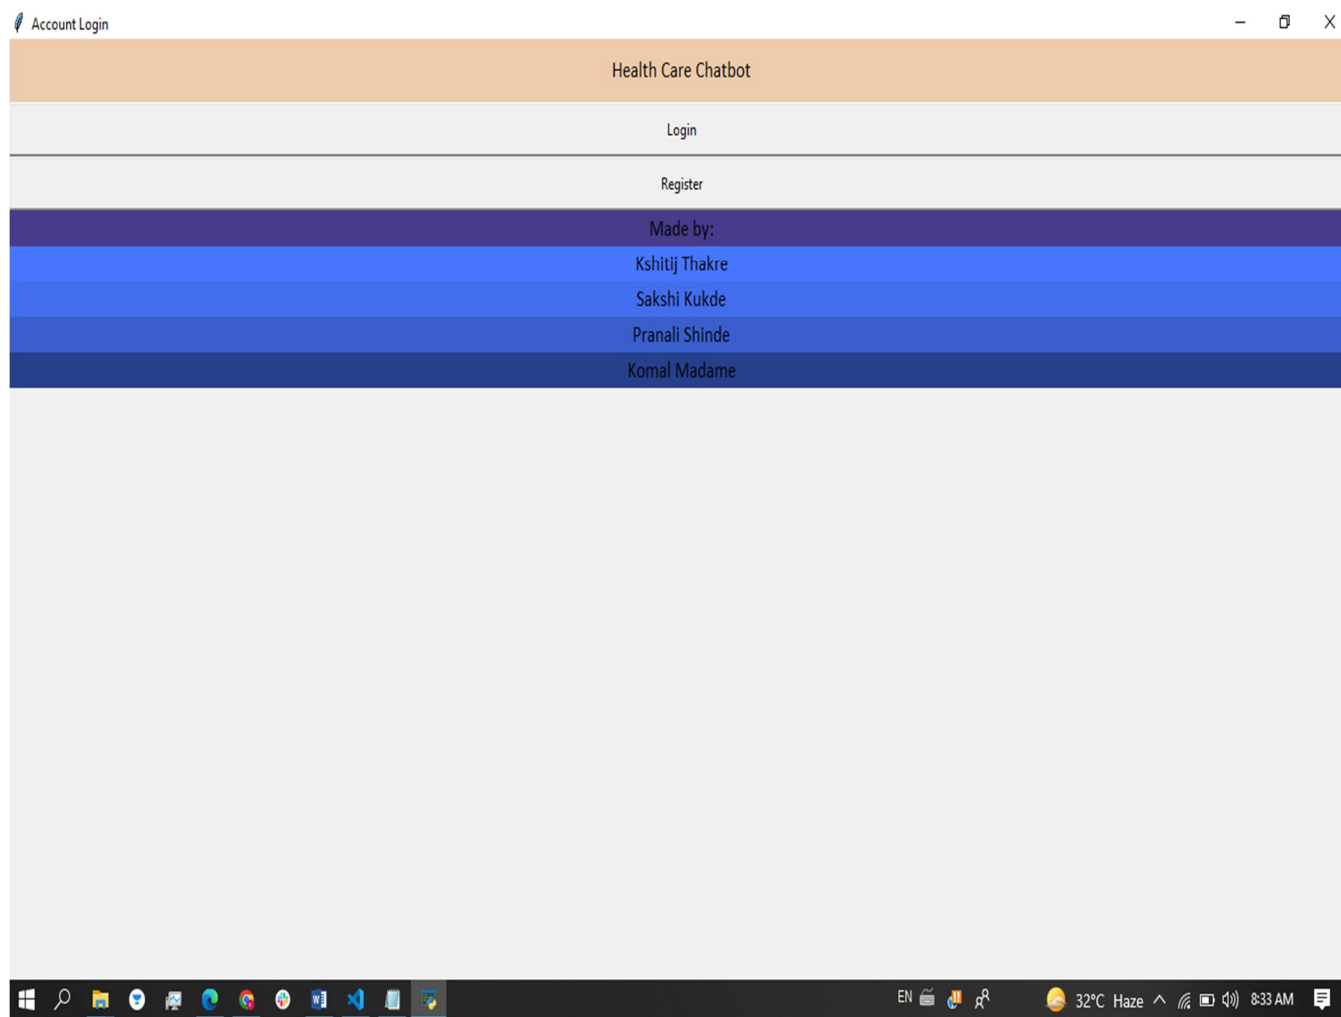 Account Login
Health Care Chatbot
Login
Register
Made by:
Kshitij Thakre
Sakshi Kukde
Pranali Shinde
Komal Madame
EN 32°C Haze 8:33 AM